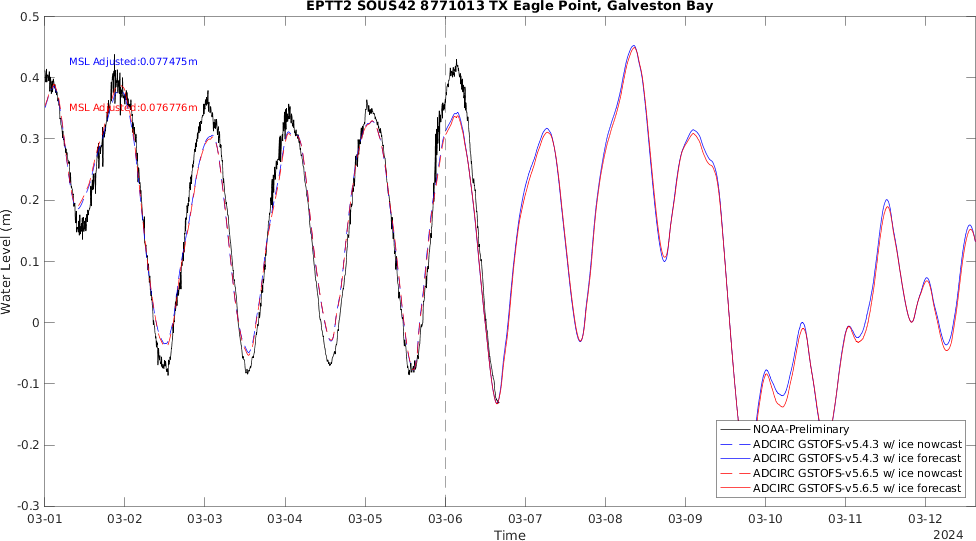 EPTT2 SOUS42 8771013 TX Eagle Point, Galveston Bay
0.5
0.4
0.3
0.2
0.1
0
-0.1
-0.2
-0.3
Water Level (m)
MSL Adjusted:0.077475m
MSL Adjusted:0.076776m
NOAA-Preliminary
ADCIRC GSTOFS-v5.4.3 w/ ice nowcast
ADCIRC GSTOFS-v5.4.3 w/ ice forecast
ADCIRC GSTOFS-v5.6.5 w/ ice nowcast
ADCIRC GSTOFS-v5.6.5 w/ ice forecast
03-01 03-02 03-03 03-04 03-05 03-06 03-07 03-08 03-09 03-10 03-11 03-12
Time
2024